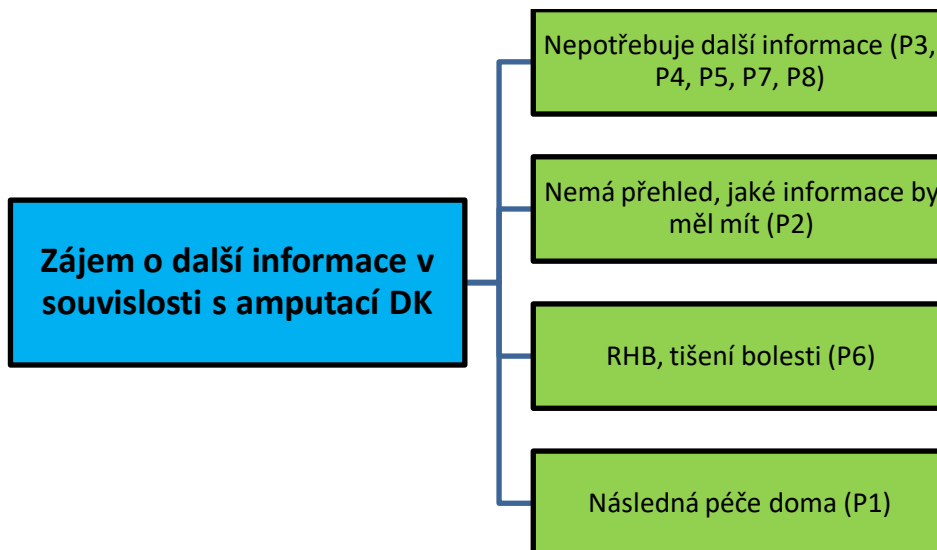 Nepotřebuje další informace (P3,
P4, P5, P7, P8)
Nemá přehled, jaké informace by
měl mít (P2)
Zájem o další informace v
souvislosti s amputací DK
RHB, tišení bolesti (P6)
Následná péče doma (P1)